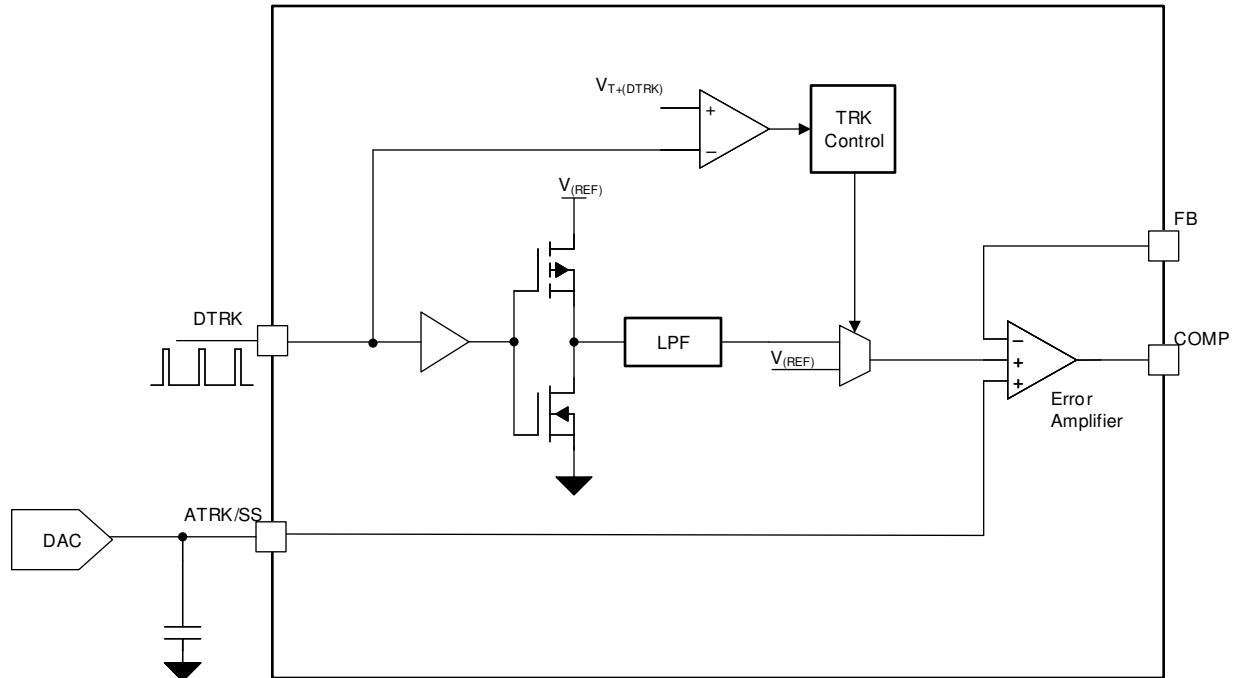 V_T+(DTRK)
+
−
TRK
Control
V_(REF)
FB
DTRK
LPF
V_(REF)
−
+
+
COMP
Error
Amplifier
ATRK/SS
DAC